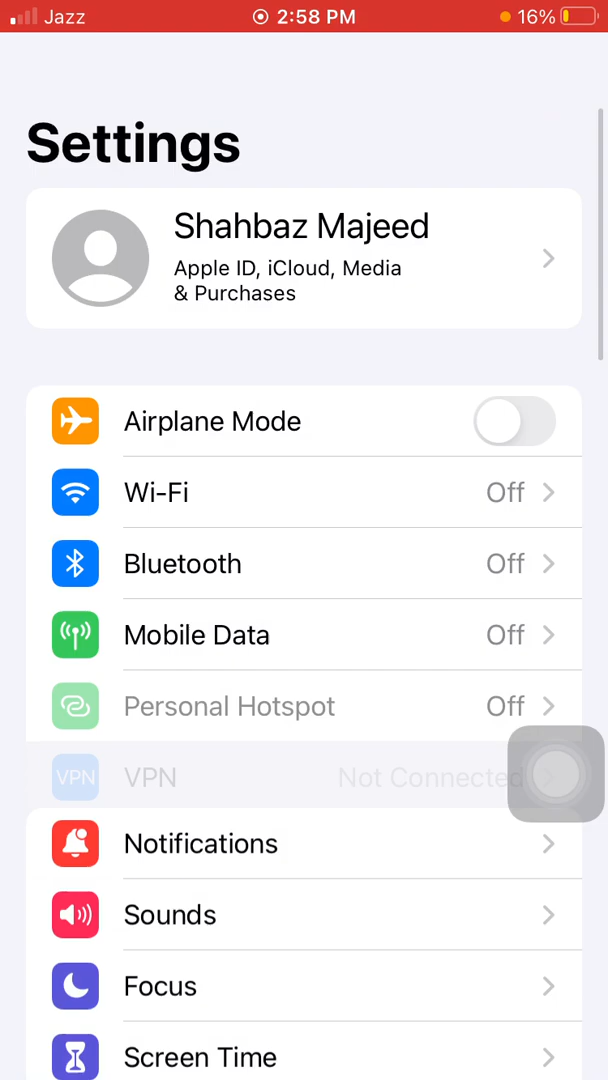 Jazz 2:58 PM 16%
Settings
Shahbaz Majeed
Apple ID, iCloud, Media
& Purchases
Airplane Mode
Wi-Fi Off
Bluetooth Off
Mobile Data Off
Personal Hotspot Off
VPN VPN Not Connected
Notifications
Sounds
Focus
Screen Time